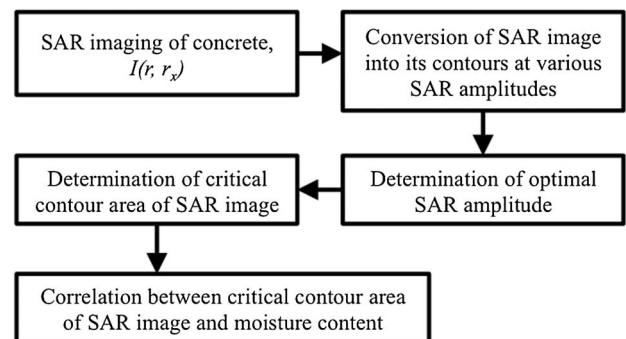 SAR imaging of concrete,
I(r, rₓ)
Conversion of SAR image
into its contours at various
SAR amplitudes
Determination of optimal
SAR amplitude
Determination of critical
contour area of SAR image
Correlation between critical contour area
of SAR image and moisture content